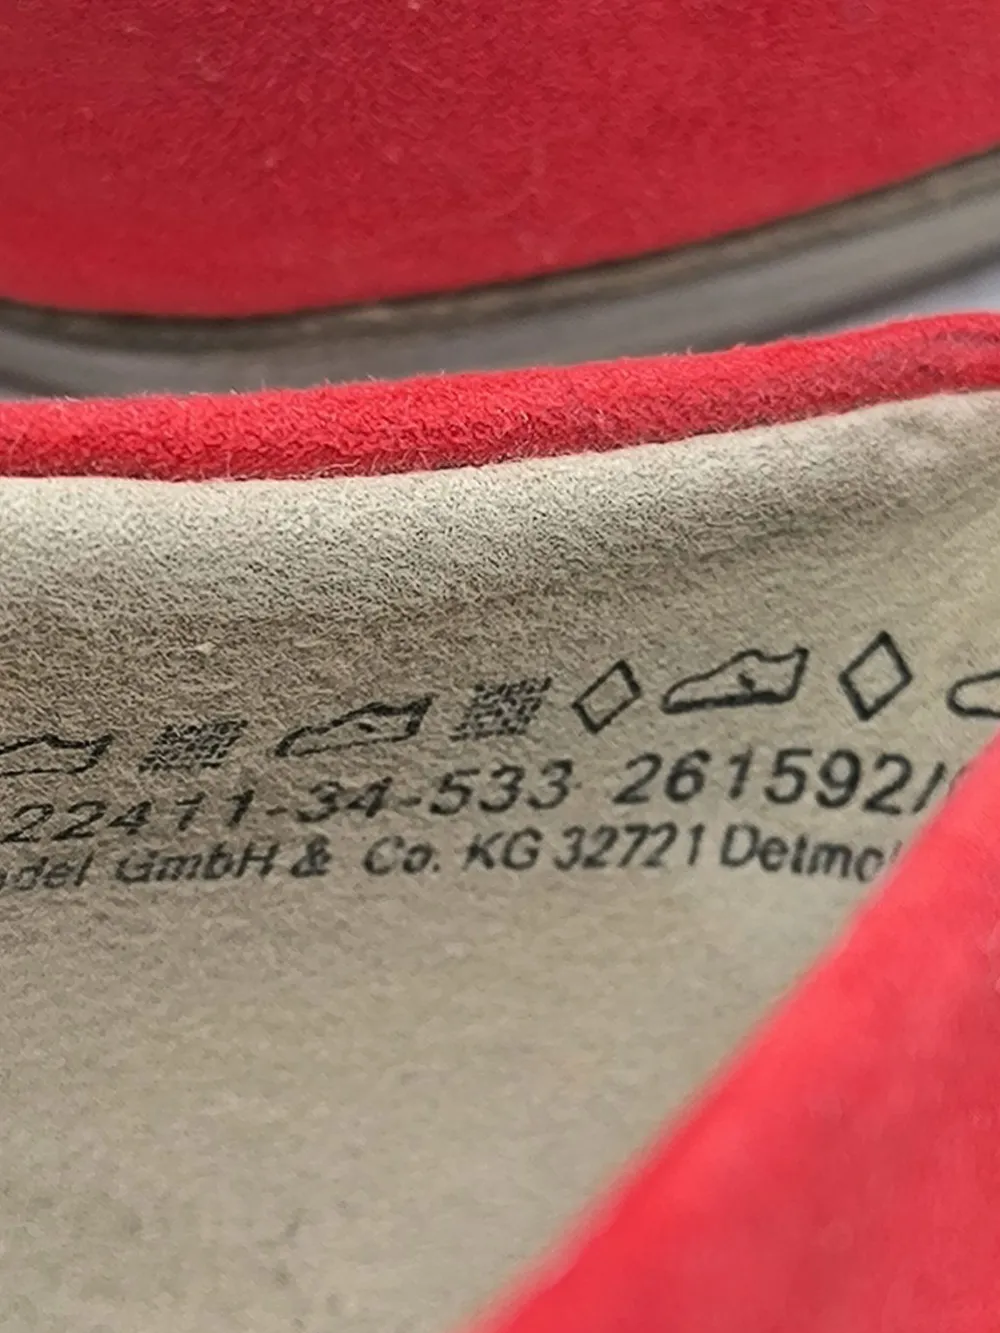 22411-34-533 261592/
GmbH & Co. KG 32721 Detmo